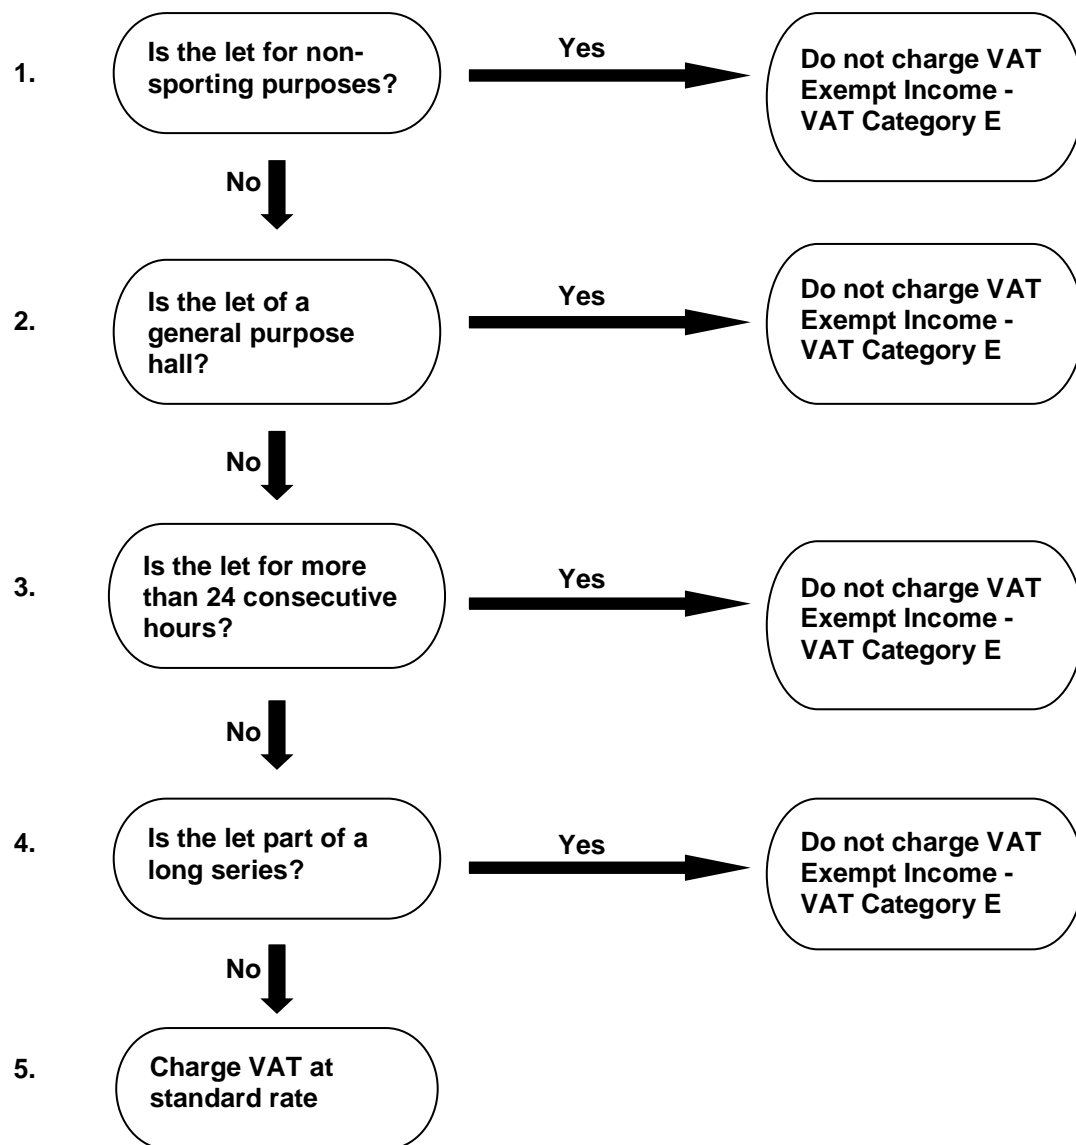 1.
Is the let for non-
sporting purposes?
Yes
Do not charge VAT
Exempt Income -
VAT Category E
No
2.
Is the let of a
general purpose
hall?
Yes
Do not charge VAT
Exempt Income -
VAT Category E
No
3.
Is the let for more
than 24 consecutive
hours?
Yes
Do not charge VAT
Exempt Income -
VAT Category E
No
4.
Is the let part of a
long series?
Yes
Do not charge VAT
Exempt Income -
VAT Category E
No
5.
Charge VAT at
standard rate